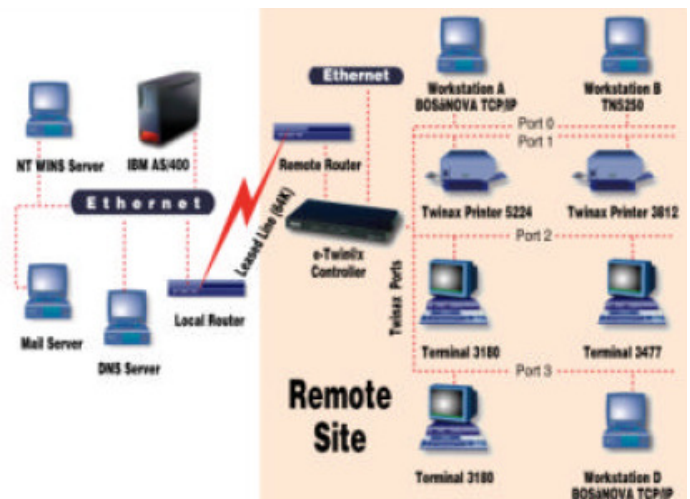 Ethernet
Workstation A
BOSäNOVA TCP/IP
Workstation B
TN5250
Port 0
Port 1
NT WINS Server
IBM AS/400
Remote Router
Ethernet
Leased Line (64K)
e-Twin@x
Controller
Twinax Printer 5224
Twinax Printer 3812
Port 2
Twinax Ports
Mail Server
DNS Server
Local Router
Terminal 3180
Terminal 3477
Port 3
Remote
Site
Terminal 3180
Workstation D
BOSäNOVA TCP/IP